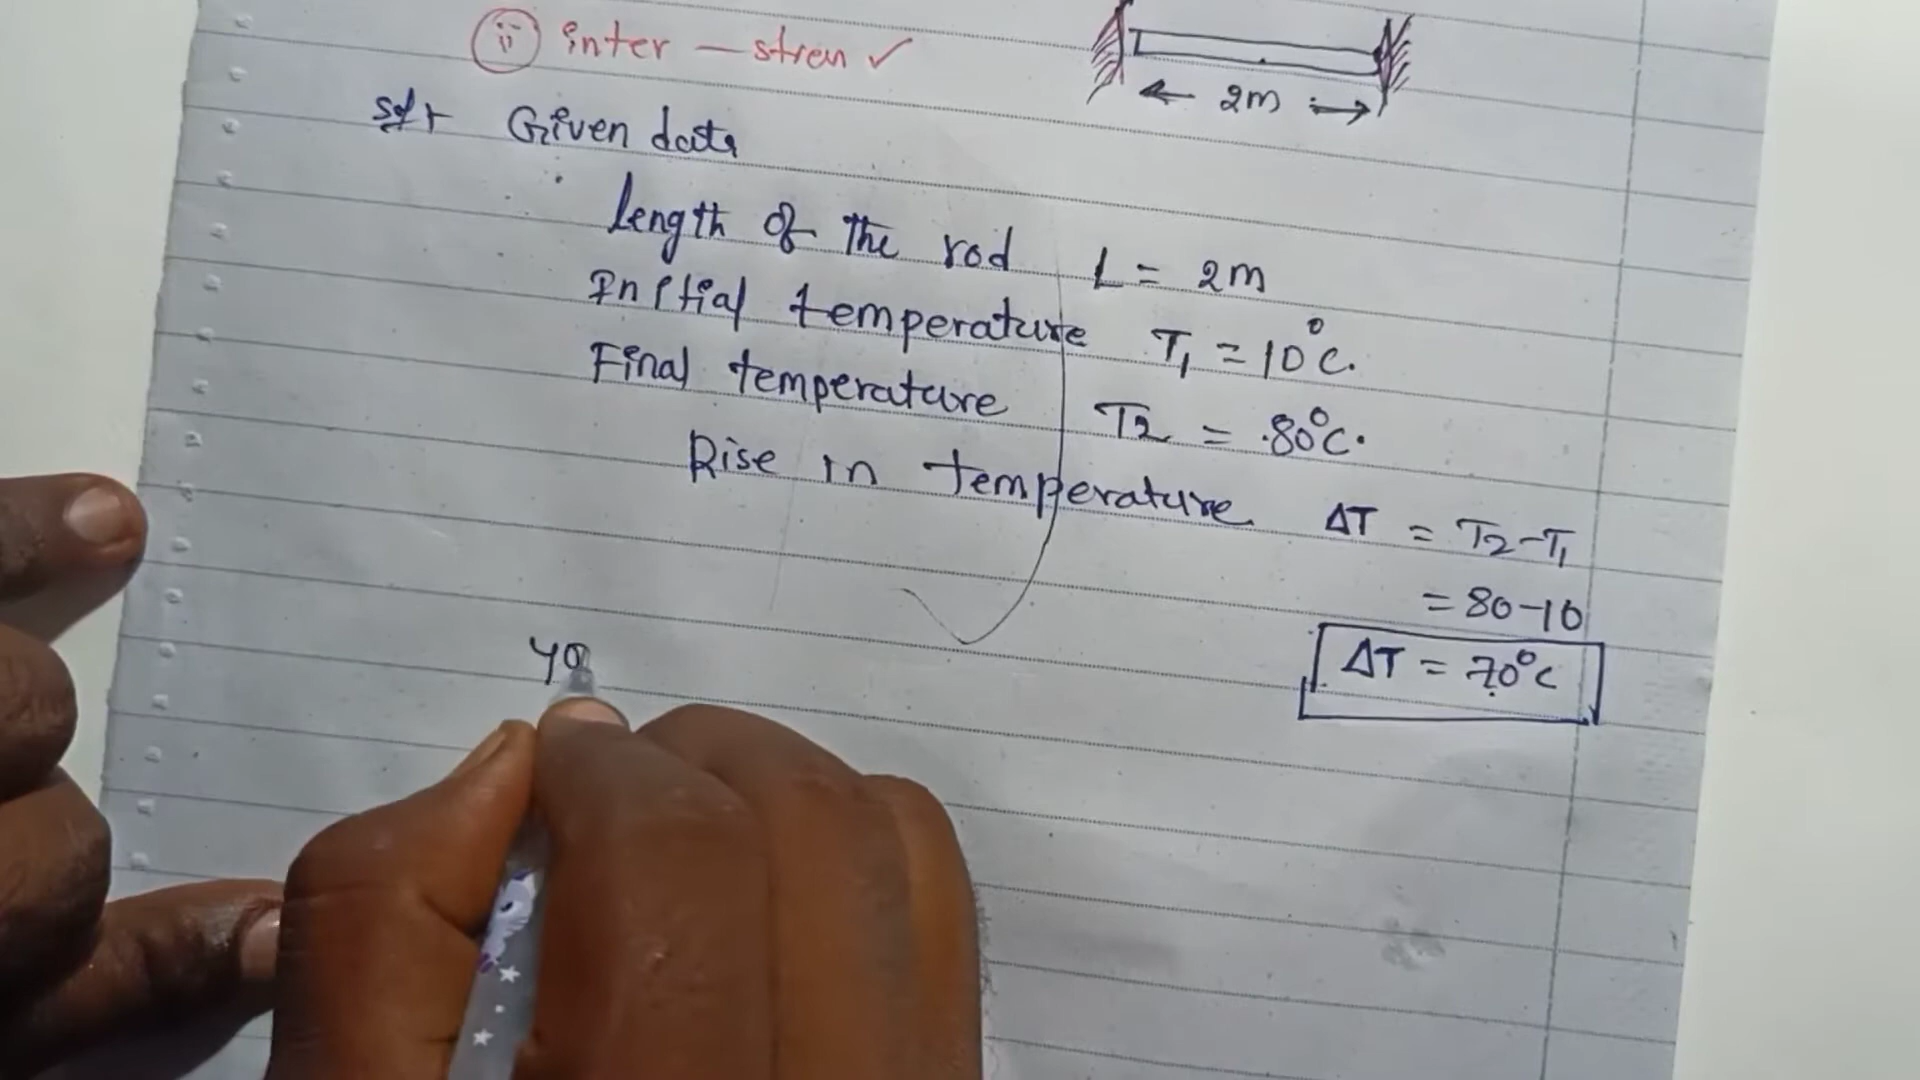 ii inter - stren ✓
← 2m →
Sol+ Given data
Length of the rod L = 2m
Initial temperature T₁ = 10°C.
Final temperature T2 = 80°C.
Rise in temperature ΔT = T2-T₁
= 80-10
ΔT = 70°C
yo